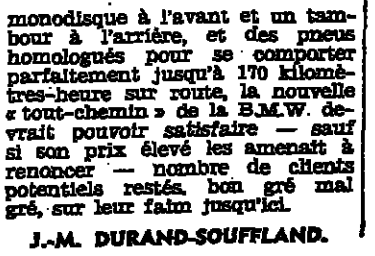 monodisque à l'avant et un tam-
bour à l'arrière, et des pneus
homologués pour se comporter
parfaitement jusqu'à 170 kilomè-
tres-heure sur route, la nouvelle
« tout-chemin » de la B.M.W. de-
vrait pouvoir satisfaire — sauf
si son prix élevé les amenait à
renoncer — nombre de clients
potentiels restés, bon gré mal
gré, sur leur faim jusqu'ici.
J.-M. DURAND-SOUFFLAND.